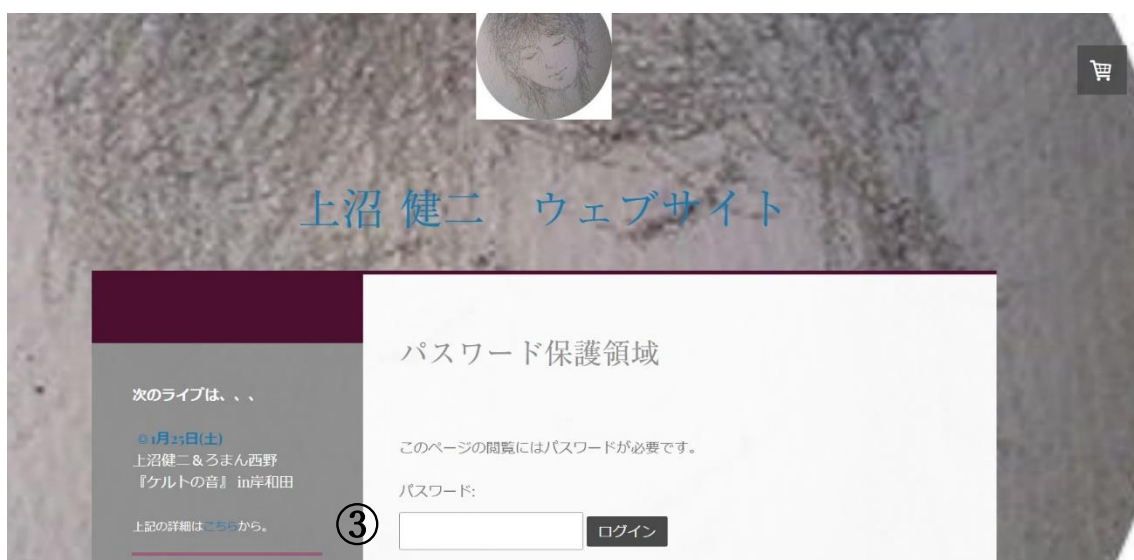 上沼 健二 ウェブサイト
パスワード保護領域
次のライブは、、、
◎1月25日(土)
上沼健二&ろまん西野
『ケルトの音』 in岸和田
上記の詳細はこちらから。
このページの閲覧にはパスワードが必要です。
パスワード:
③
ログイン